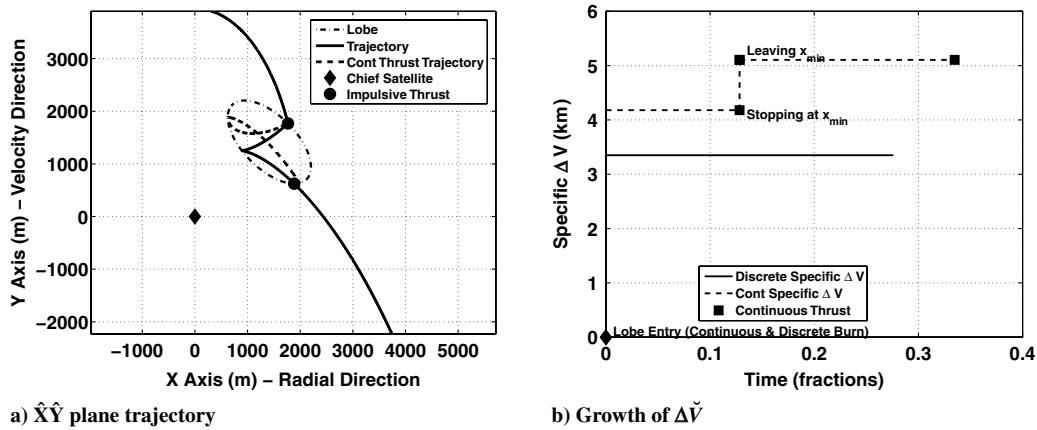 3000
2000
1000
0
−1000
−2000
Y Axis (m) − Velocity Direction
Lobe
Trajectory
Cont Thrust Trajectory
Chief Satellite
Impulsive Thrust
−1000 0 1000 2000 3000 4000 5000
X Axis (m) − Radial Direction
a) X̂Ŷ plane trajectory
6
5
4
3
2
1
0
Specific Δ V (km)
Leaving x_min
Stopping at x_min
Discrete Specific Δ V
Cont Specific Δ V
Continuous Thrust
Lobe Entry (Continuous & Discrete Burn)
0 0.1 0.2 0.3 0.4
Time (fractions)
b) Growth of ΔV̆